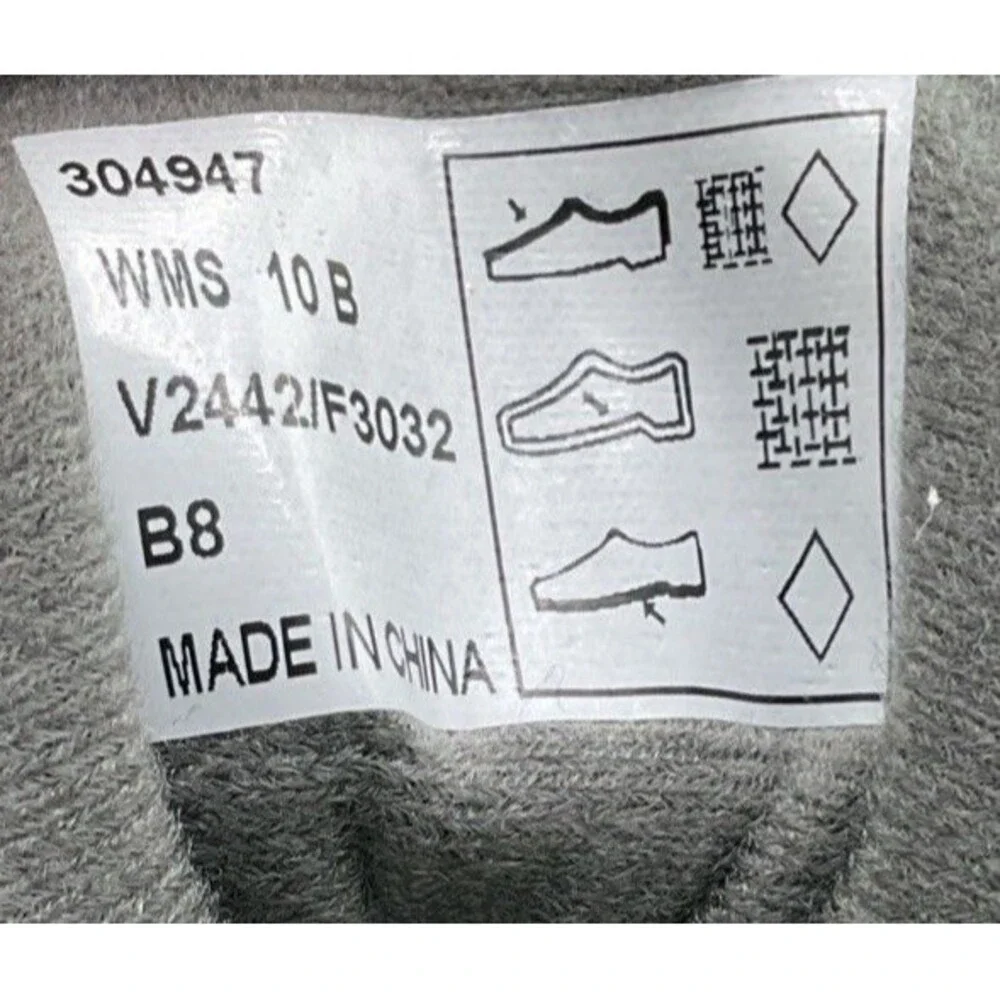 304947
WMS 10 B
V2442/F3032
B8
MADE IN CHINA